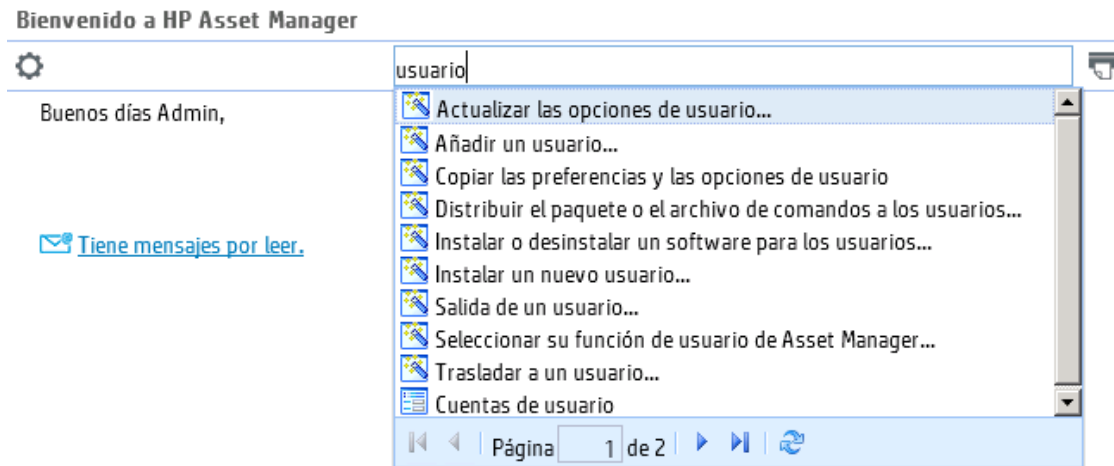 Bienvenido a HP Asset Manager
usuario
Buenos días Admin,
Tiene mensajes por leer.
Actualizar las opciones de usuario...
Añadir un usuario...
Copiar las preferencias y las opciones de usuario
Distribuir el paquete o el archivo de comandos a los usuarios...
Instalar o desinstalar un software para los usuarios...
Instalar un nuevo usuario...
Salida de un usuario...
Seleccionar su función de usuario de Asset Manager...
Trasladar a un usuario...
Cuentas de usuario
Página 1 de 2